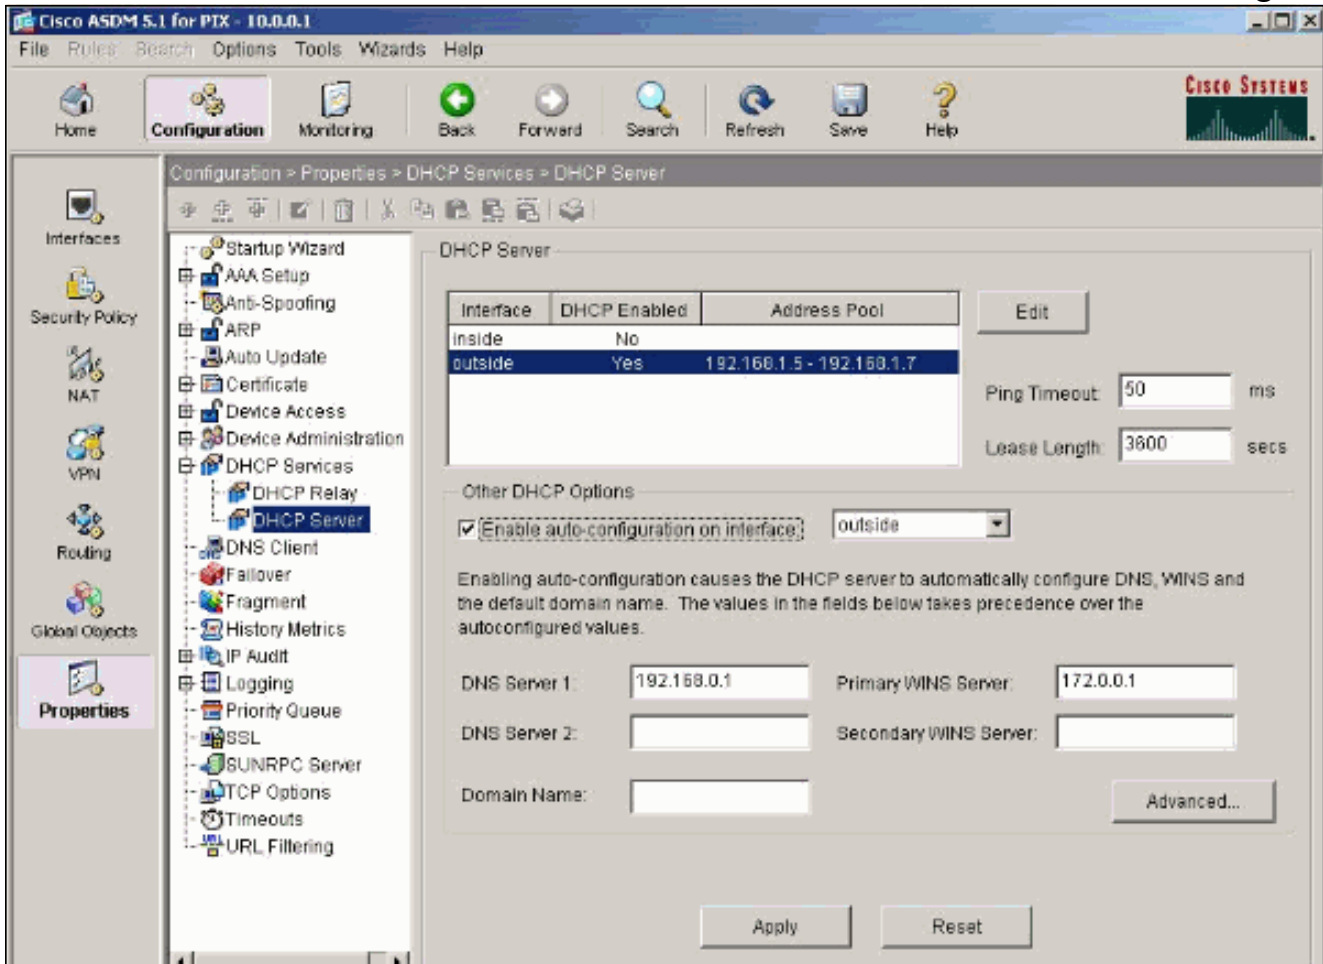 Cisco ASDM 5.1 for PIX - 10.0.0.1
File Rules Search Options Tools Wizards Help
Home Configuration Monitoring Back Forward Search Refresh Save Help
CISCO SYSTEMS
Configuration > Properties > DHCP Services > DHCP Server
Interfaces
Security Policy
NAT
VPN
Routing
Global Objects
Properties
Startup Wizard
AAA Setup
Anti-Spoofing
ARP
Auto Update
Certificate
Device Access
Device Administration
DHCP Services
DHCP Relay
DHCP Server
DNS Client
Failover
Fragment
History Metrics
IP Audit
Logging
Priority Queue
SSL
SUNRPC Server
TCP Options
Timeouts
URL Filtering
DHCP Server
Interface DHCP Enabled Address Pool
inside No
outside Yes 192.168.1.5 - 192.168.1.7
Edit
Ping Timeout: 50 ms
Lease Length: 3600 secs
Other DHCP Options
Enable auto-configuration on interface: outside
Enabling auto-configuration causes the DHCP server to automatically configure DNS, WINS and
the default domain name. The values in the fields below takes precedence over the
autoconfigured values.
DNS Server 1: 192.168.0.1 Primary WINS Server: 172.0.0.1
DNS Server 2: Secondary WINS Server:
Domain Name:
Advanced...
Apply Reset